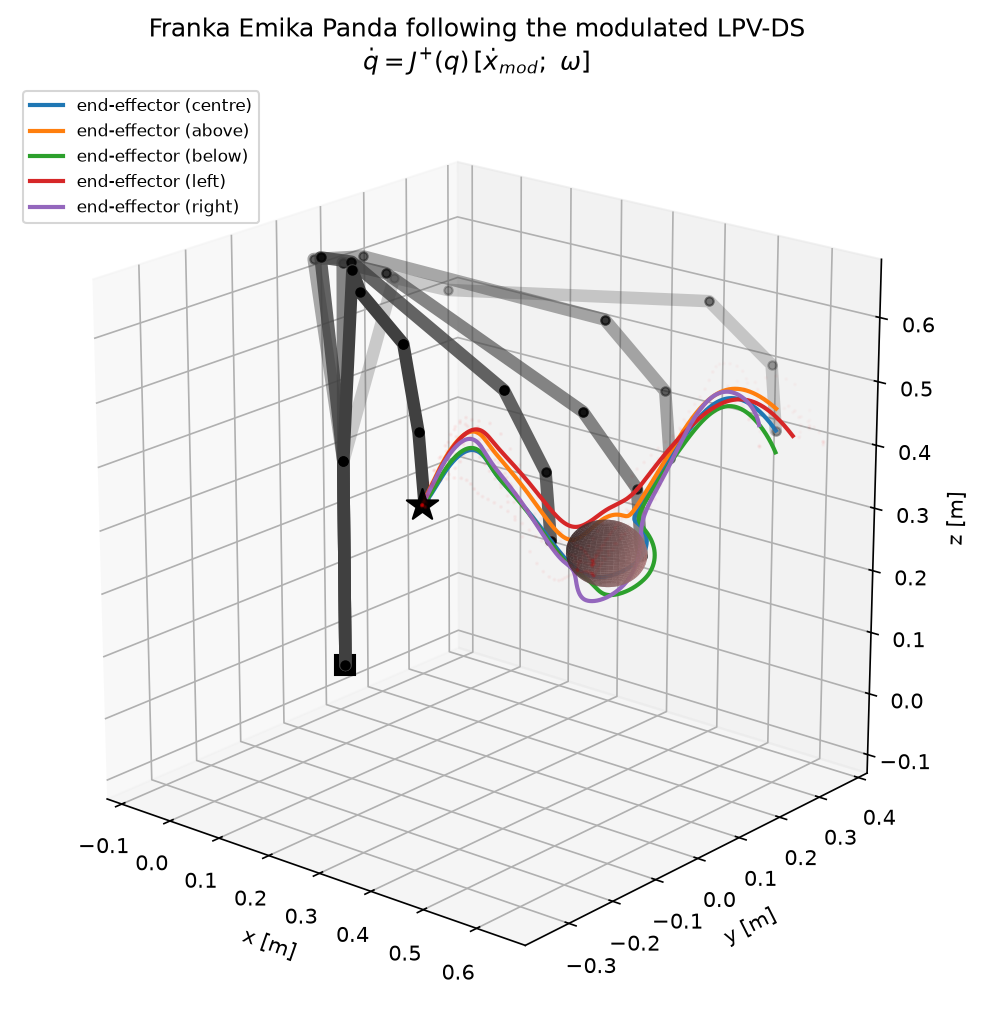 Franka Emika Panda following the modulated LPV-DS
q̇ = J⁺(q) [ẋ_mod; ω]
end-effector (centre)
end-effector (above)
end-effector (below)
end-effector (left)
end-effector (right)
0.6
0.5
0.4
0.3
0.2
0.1
0.0
−0.1
z [m]
−0.1
0.0
0.1
0.2
0.3
0.4
0.5
0.6
x [m]
−0.3
−0.2
−0.1
0.0
0.1
0.2
0.3
0.4
y [m]